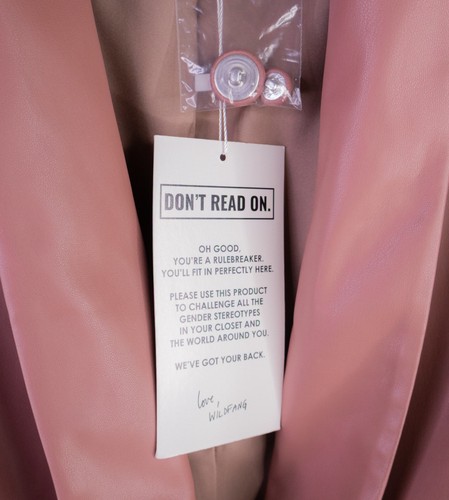 DON'T READ ON.
OH GOOD,
YOU'RE A RULEBREAKER.
YOU'LL FIT IN PERFECTLY HERE.
PLEASE USE THIS PRODUCT
TO CHALLENGE ALL THE
GENDER STEREOTYPES
IN YOUR CLOSET AND
THE WORLD AROUND YOU.
WE'VE GOT YOUR BACK.
love,
WILDFANG